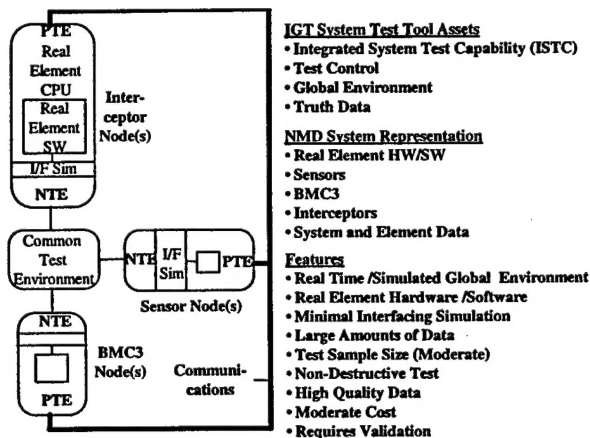 PTE
Real
Element
CPU
Real
Element
SW
I/F Sim
NTE
Inter-
ceptor
Node(s)
Common
Test
Environment
NTE
I/F
Sim
PTE
Sensor Node(s)
NTE
PTE
BMC3
Node(s)
Communi-
cations
IGT System Test Tool Assets
• Integrated System Test Capability (ISTC)
• Test Control
• Global Environment
• Truth Data
NMD System Representation
• Real Element HW/SW
• Sensors
• BMC3
• Interceptors
• System and Element Data
Features
• Real Time /Simulated Global Environment
• Real Element Hardware /Software
• Minimal Interfacing Simulation
• Large Amounts of Data
• Test Sample Size (Moderate)
• Non-Destructive Test
• High Quality Data
• Moderate Cost
• Requires Validation